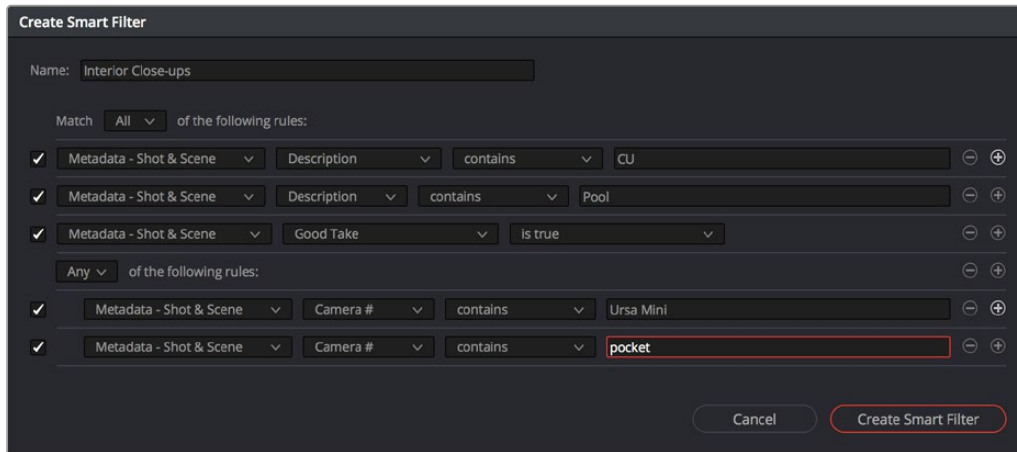 Create Smart Filter
Name: Interior Close-ups
Match All of the following rules:
Metadata - Shot & Scene Description contains CU
Metadata - Shot & Scene Description contains Pool
Metadata - Shot & Scene Good Take is true
Any of the following rules:
Metadata - Shot & Scene Camera # contains Ursa Mini
Metadata - Shot & Scene Camera # contains pocket
Cancel Create Smart Filter